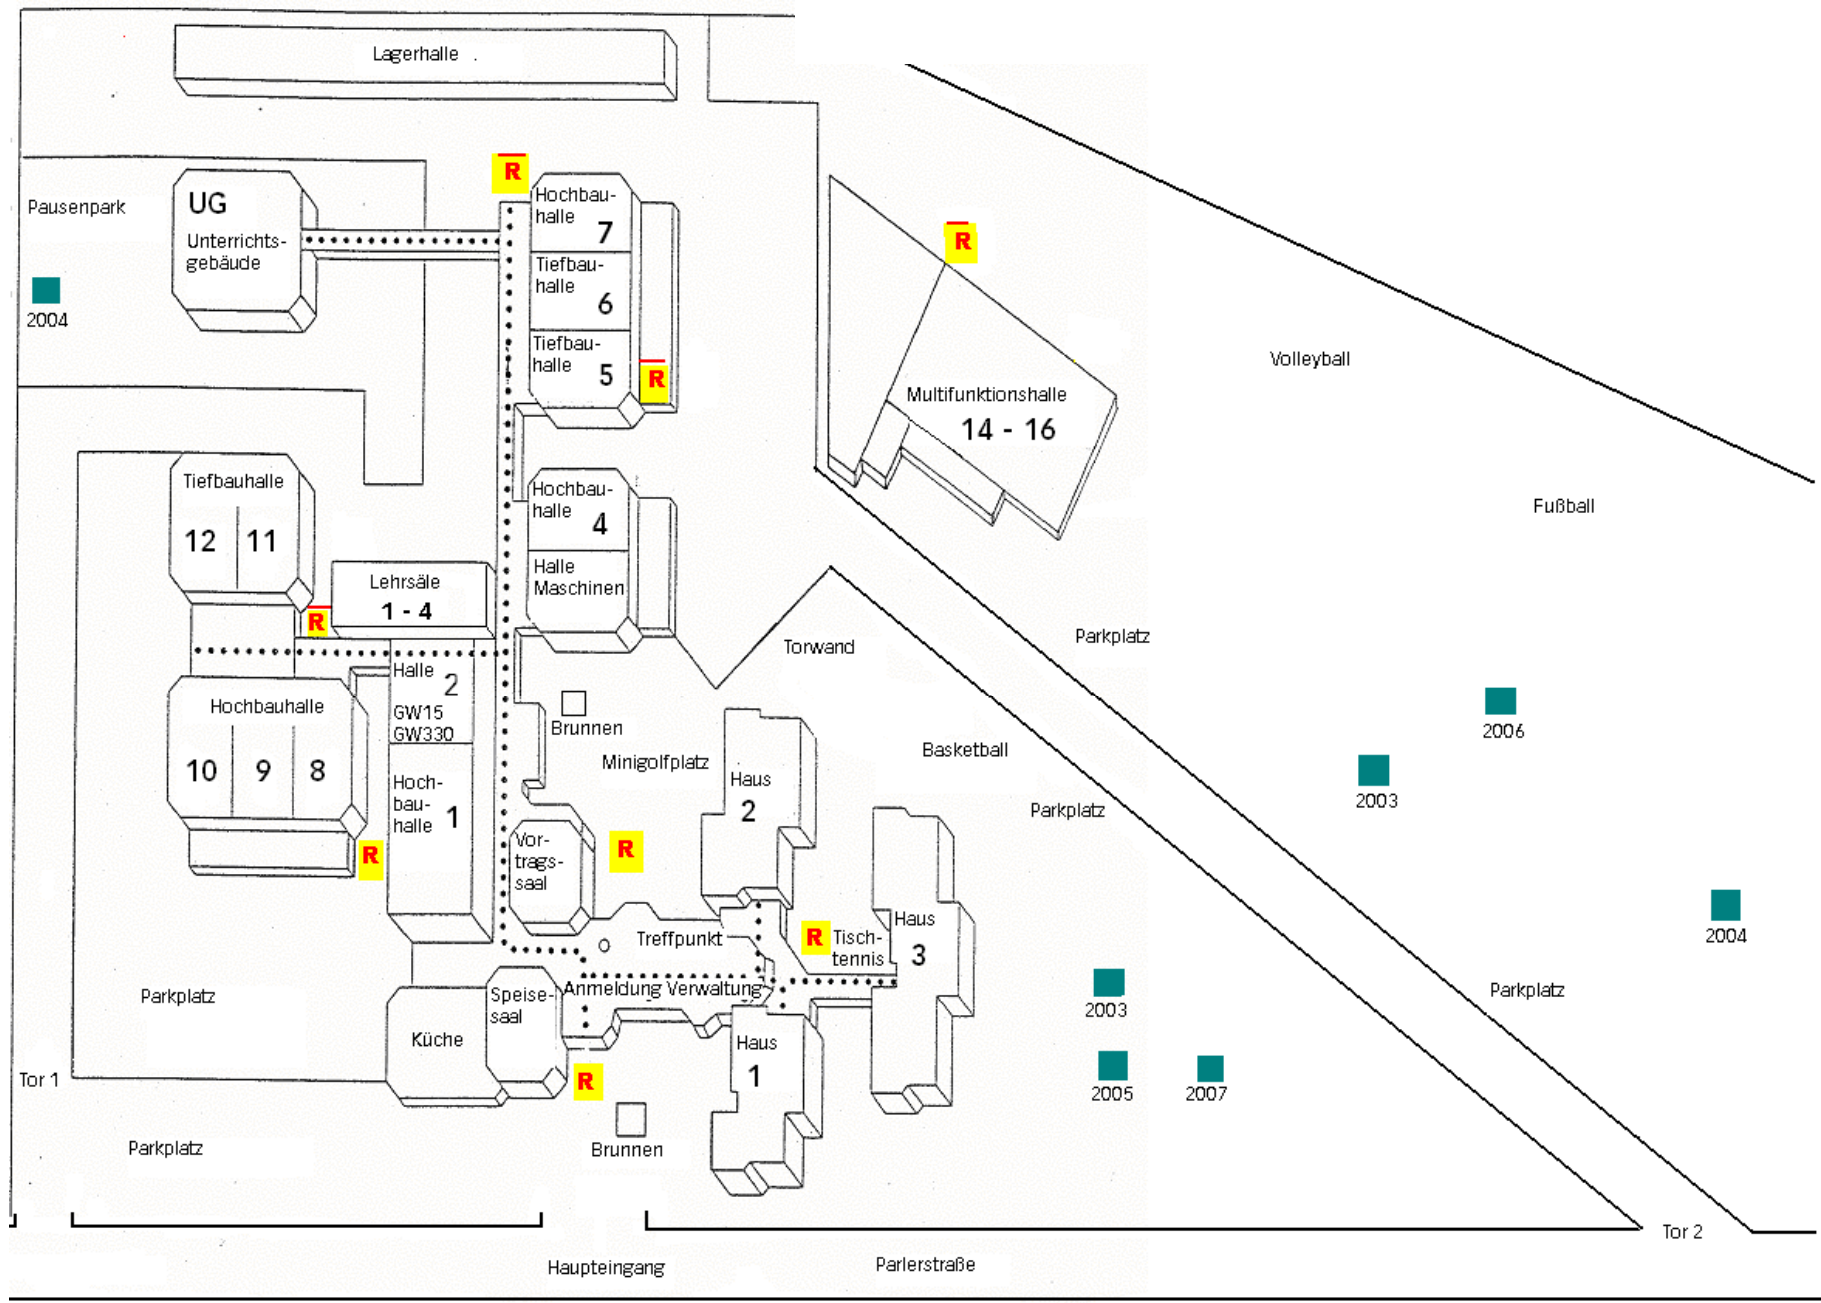 Lagerhalle
R
Pausenpark
UG
Unterrichts-
gebäude
2004
Hochbau-
halle
7
Tiefbau-
halle
6
Tiefbau-
halle
5
R
R
Multifunktionshalle
14 - 16
Volleyball
Fußball
Tiefbauhalle
12
11
R
Lehrsäle
1 - 4
Hochbau-
halle
4
Halle
Maschinen
Torwand
Parkplatz
Halle
2
GW15
GW330
Hochbauhalle
10
9
8
R
Hoch-
bau-
halle
1
Brunnen
Minigolfplatz
Basketball
Parkplatz
2006
2003
2004
Haus
2
Vor-
trags-
saal
R
Treffpunkt
R
Tisch-
tennis
Haus
3
Anmeldung Verwaltung
Parkplatz
Speise-
saal
Küche
R
Haus
1
2003
2005
2007
Parkplatz
Tor 1
Parkplatz
Brunnen
Haupteingang
Parlerstraße
Tor 2